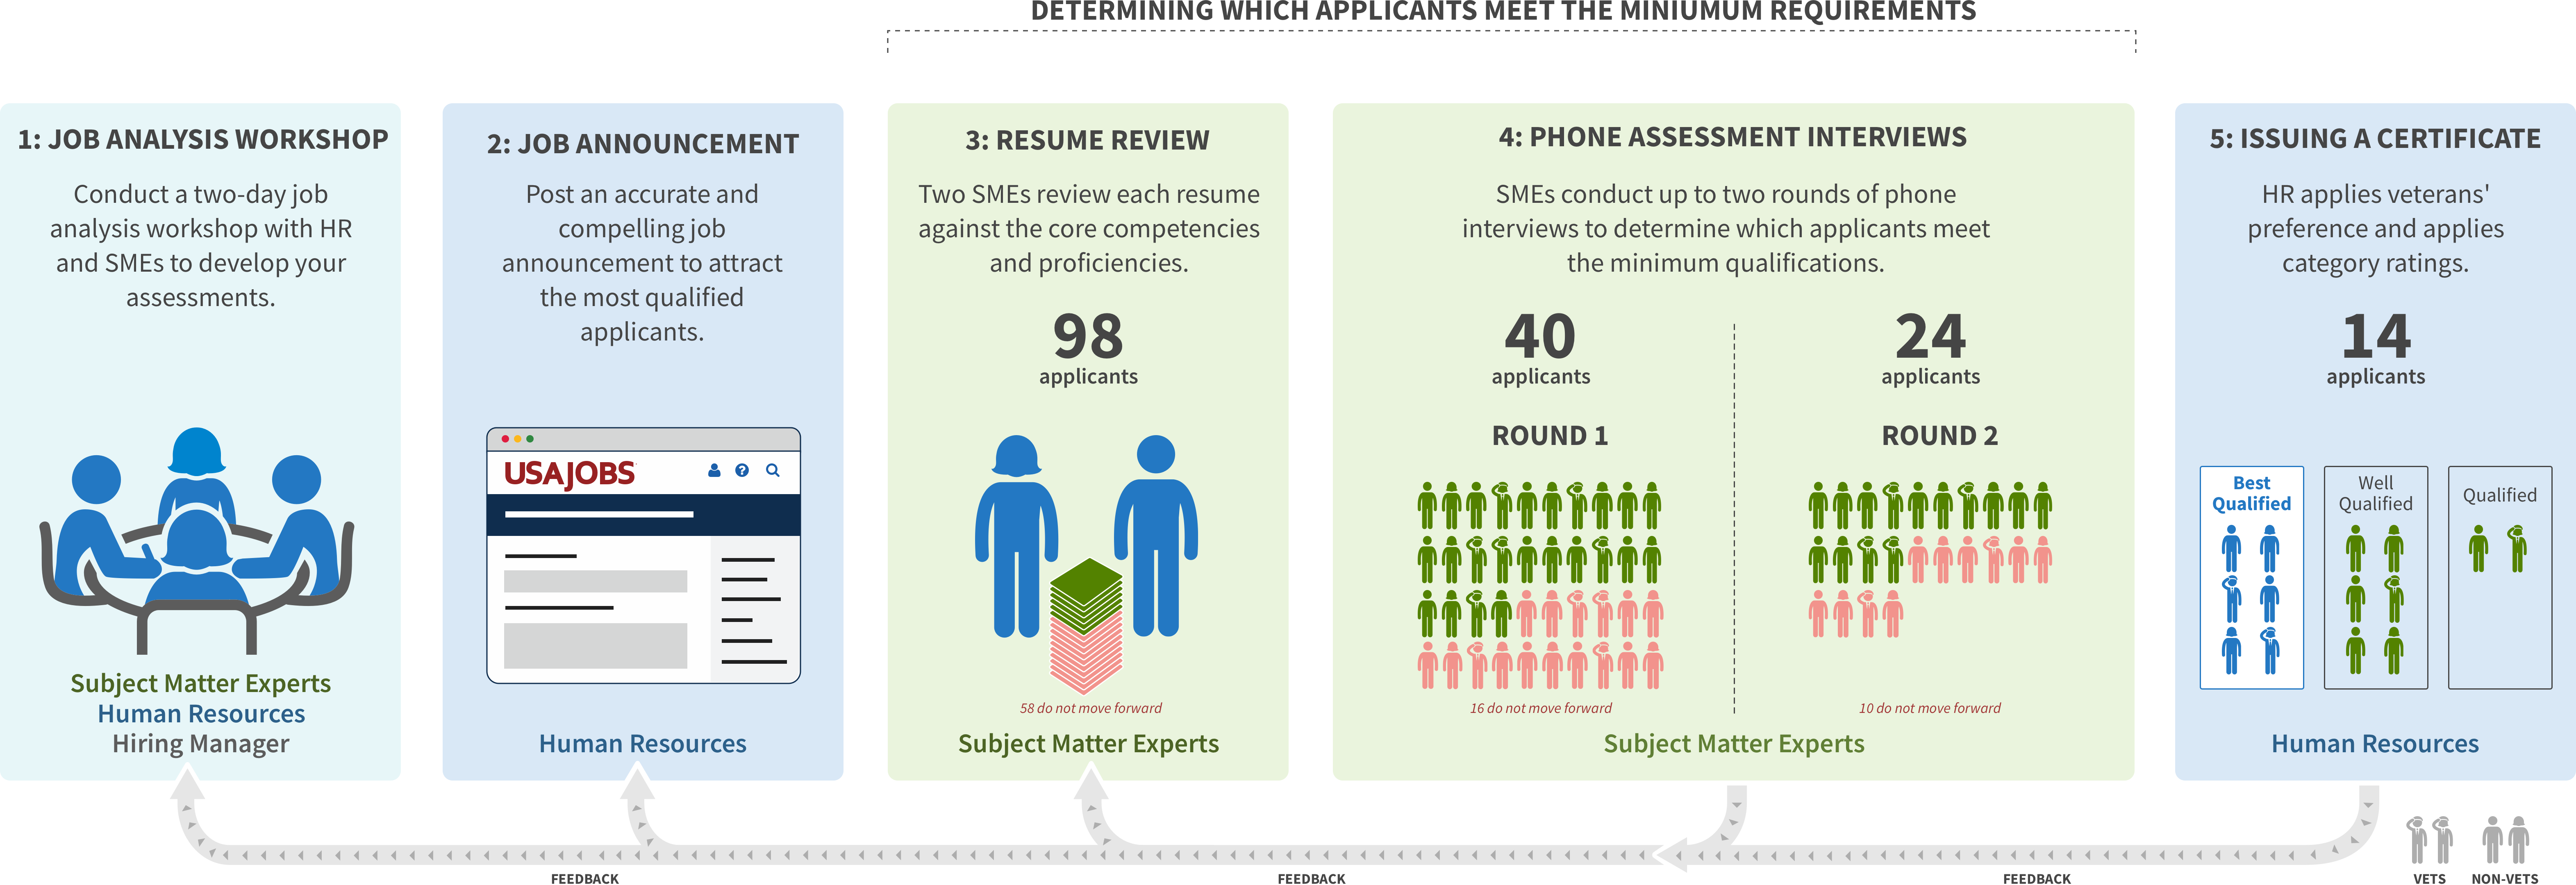 DETERMINING WHICH APPLICANTS MEET THE MINIUMUM REQUIREMENTS
1: JOB ANALYSIS WORKSHOP
Conduct a two-day job
analysis workshop with HR
and SMEs to develop your
assessments.
Subject Matter Experts
Human Resources
Hiring Manager
2: JOB ANNOUNCEMENT
Post an accurate and
compelling job
announcement to attract
the most qualified
applicants.
USAJOBS
?
Human Resources
3: RESUME REVIEW
Two SMEs review each resume
against the core competencies
and proficiencies.
98
applicants
58 do not move forward
Subject Matter Experts
4: PHONE ASSESSMENT INTERVIEWS
SMEs conduct up to two rounds of phone
interviews to determine which applicants meet
the minimum qualifications.
40
applicants
ROUND 1
16 do not move forward
24
applicants
ROUND 2
10 do not move forward
Subject Matter Experts
5: ISSUING A CERTIFICATE
HR applies veterans'
preference and applies
category ratings.
14
applicants
Best
Qualified
Well
Qualified
Qualified
Human Resources
FEEDBACK
FEEDBACK
FEEDBACK
VETS
NON-VETS